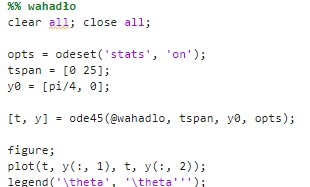 %% wahadło
clear all; close all;
opts = odeset('stats', 'on');
tspan = [0 25];
y0 = [pi/4, 0];
[t, y] = ode45(@wahadlo, tspan, y0, opts);
figure;
plot(t, y(:, 1), t, y(:, 2));
legend('\theta', '\theta''');